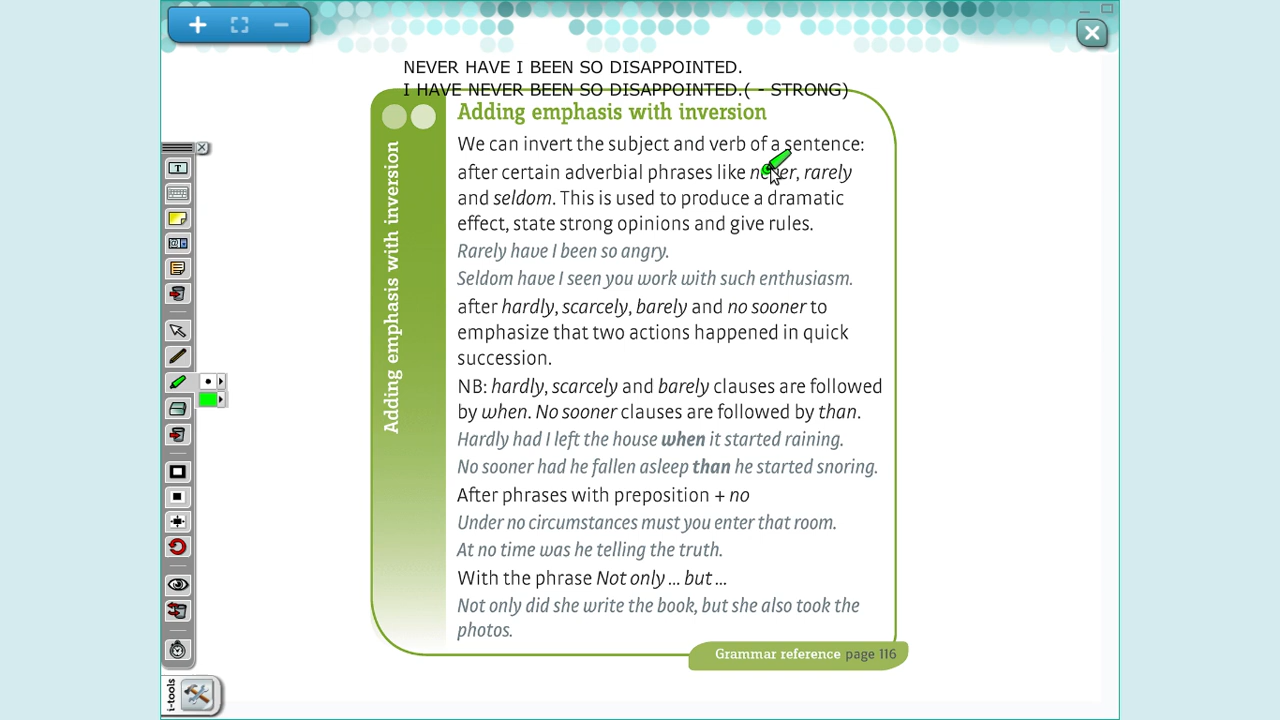 NEVER HAVE I BEEN SO DISAPPOINTED.
I HAVE NEVER BEEN SO DISAPPOINTED.( - STRONG)
Adding emphasis with inversion
Adding emphasis with inversion
We can invert the subject and verb of a sentence:
after certain adverbial phrases like never, rarely
and seldom. This is used to produce a dramatic
effect, state strong opinions and give rules.
Rarely have I been so angry.
Seldom have I seen you work with such enthusiasm.
after hardly, scarcely, barely and no sooner to
emphasize that two actions happened in quick
succession.
NB: hardly, scarcely and barely clauses are followed
by when. No sooner clauses are followed by than.
Hardly had I left the house when it started raining.
No sooner had he fallen asleep than he started snoring.
After phrases with preposition + no
Under no circumstances must you enter that room.
At no time was he telling the truth.
With the phrase Not only ... but ...
Not only did she write the book, but she also took the
photos.
Grammar reference page 116
i-tools